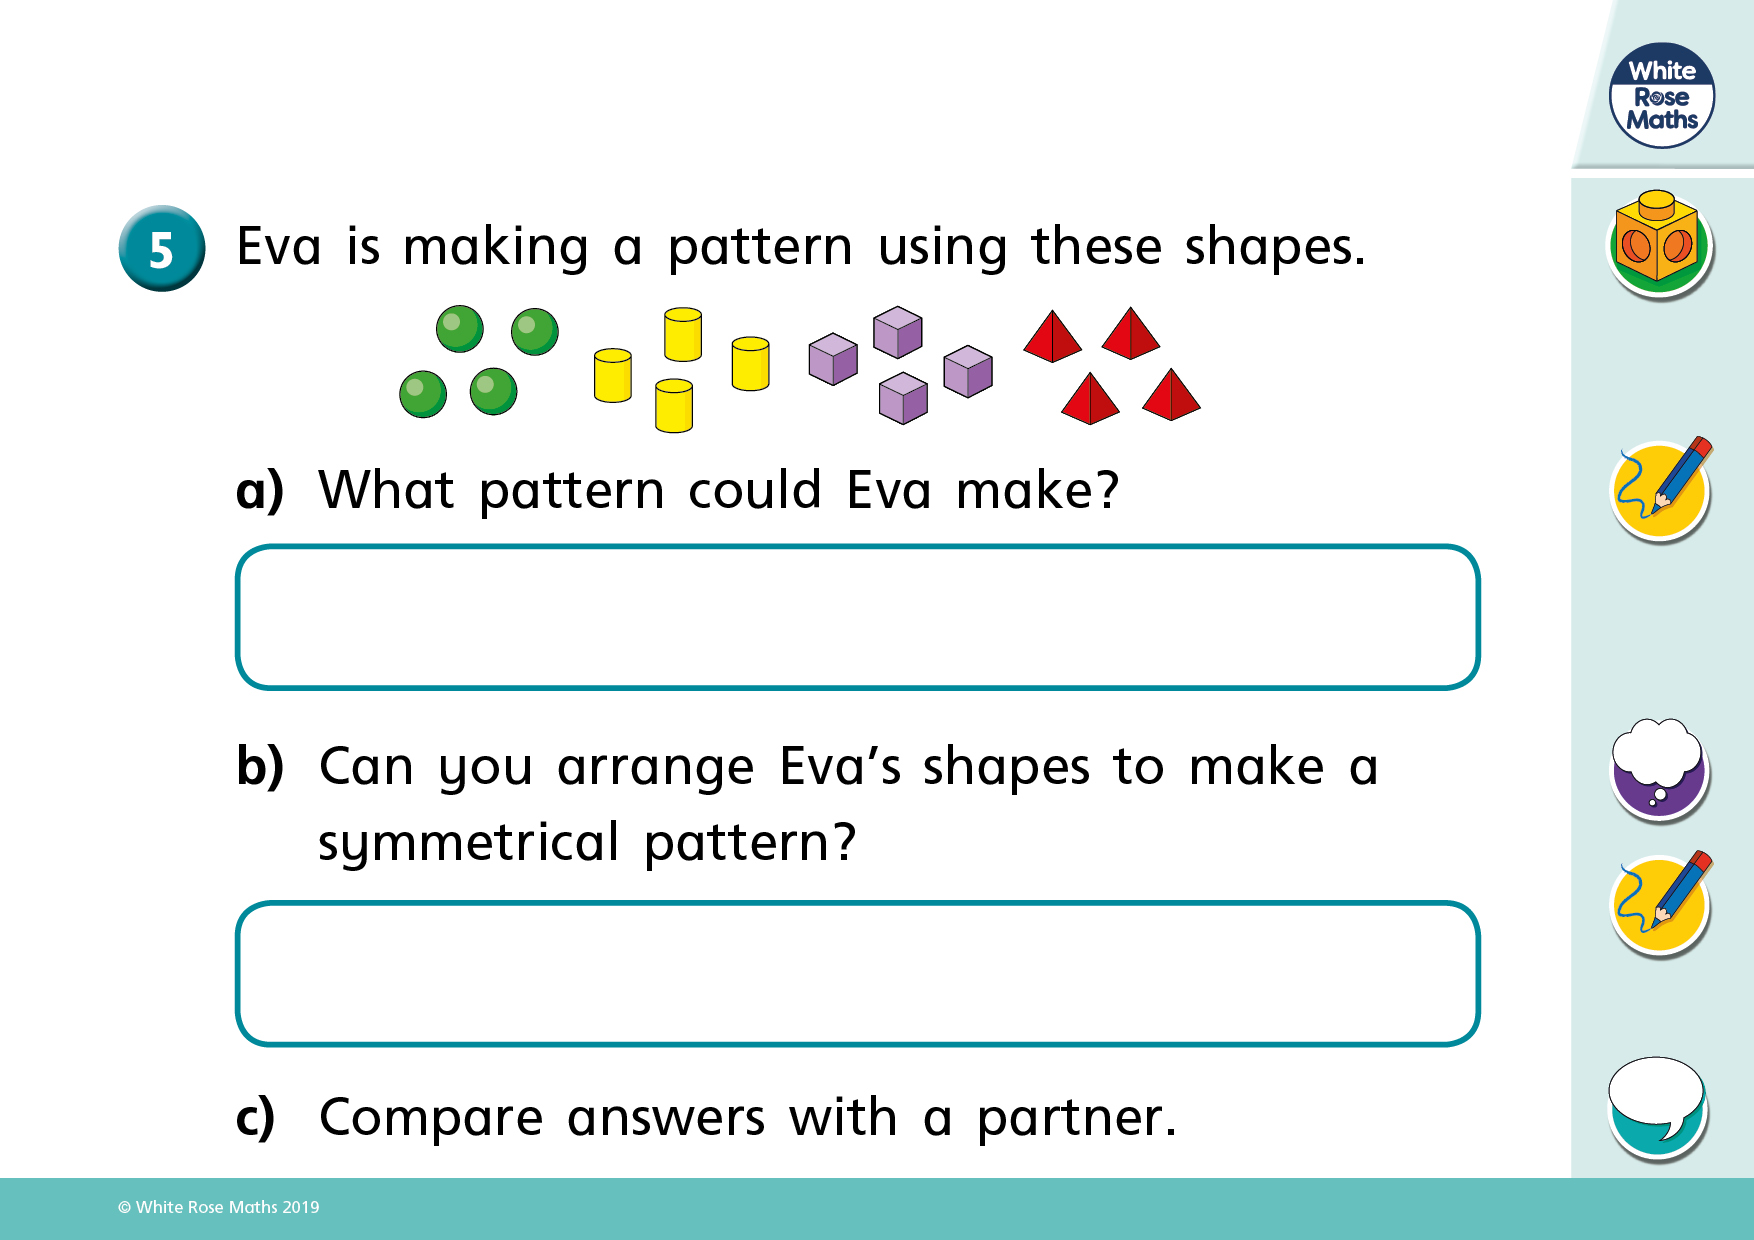 White
Rose
Maths
5 Eva is making a pattern using these shapes.
a) What pattern could Eva make?
b) Can you arrange Eva's shapes to make a
symmetrical pattern?
c) Compare answers with a partner.
© White Rose Maths 2019